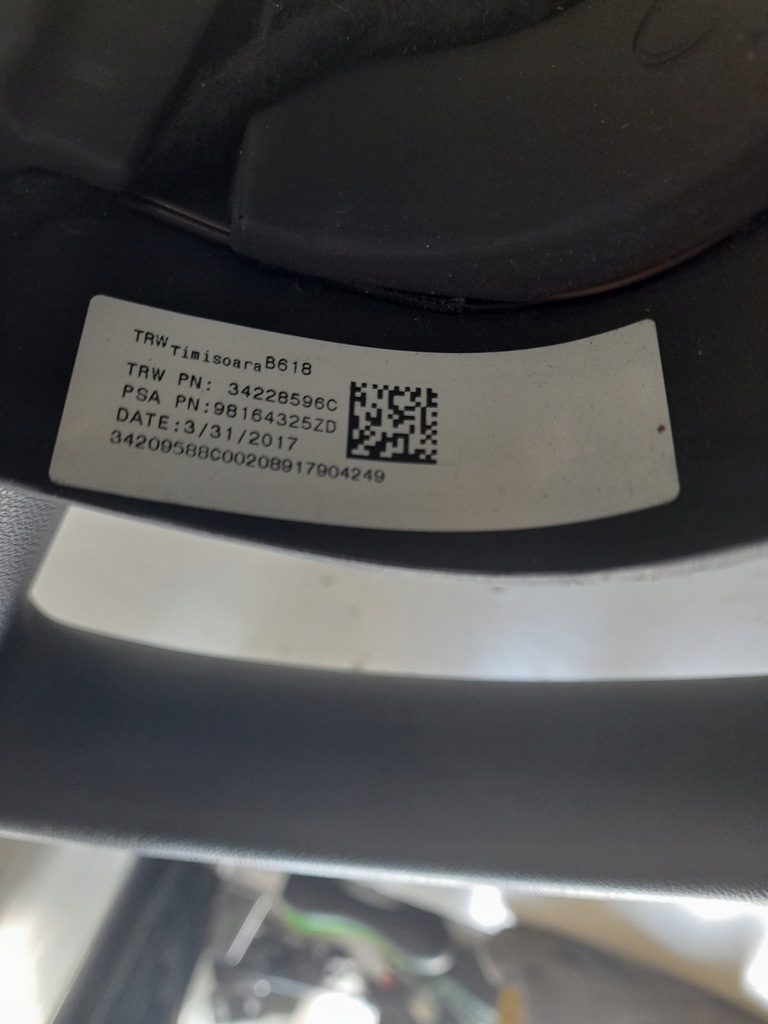 TRW Timisoara B618
TRW PN: 34228596C
PSA PN:98164325ZD
DATE:3/31/2017
34209588C00208917904249